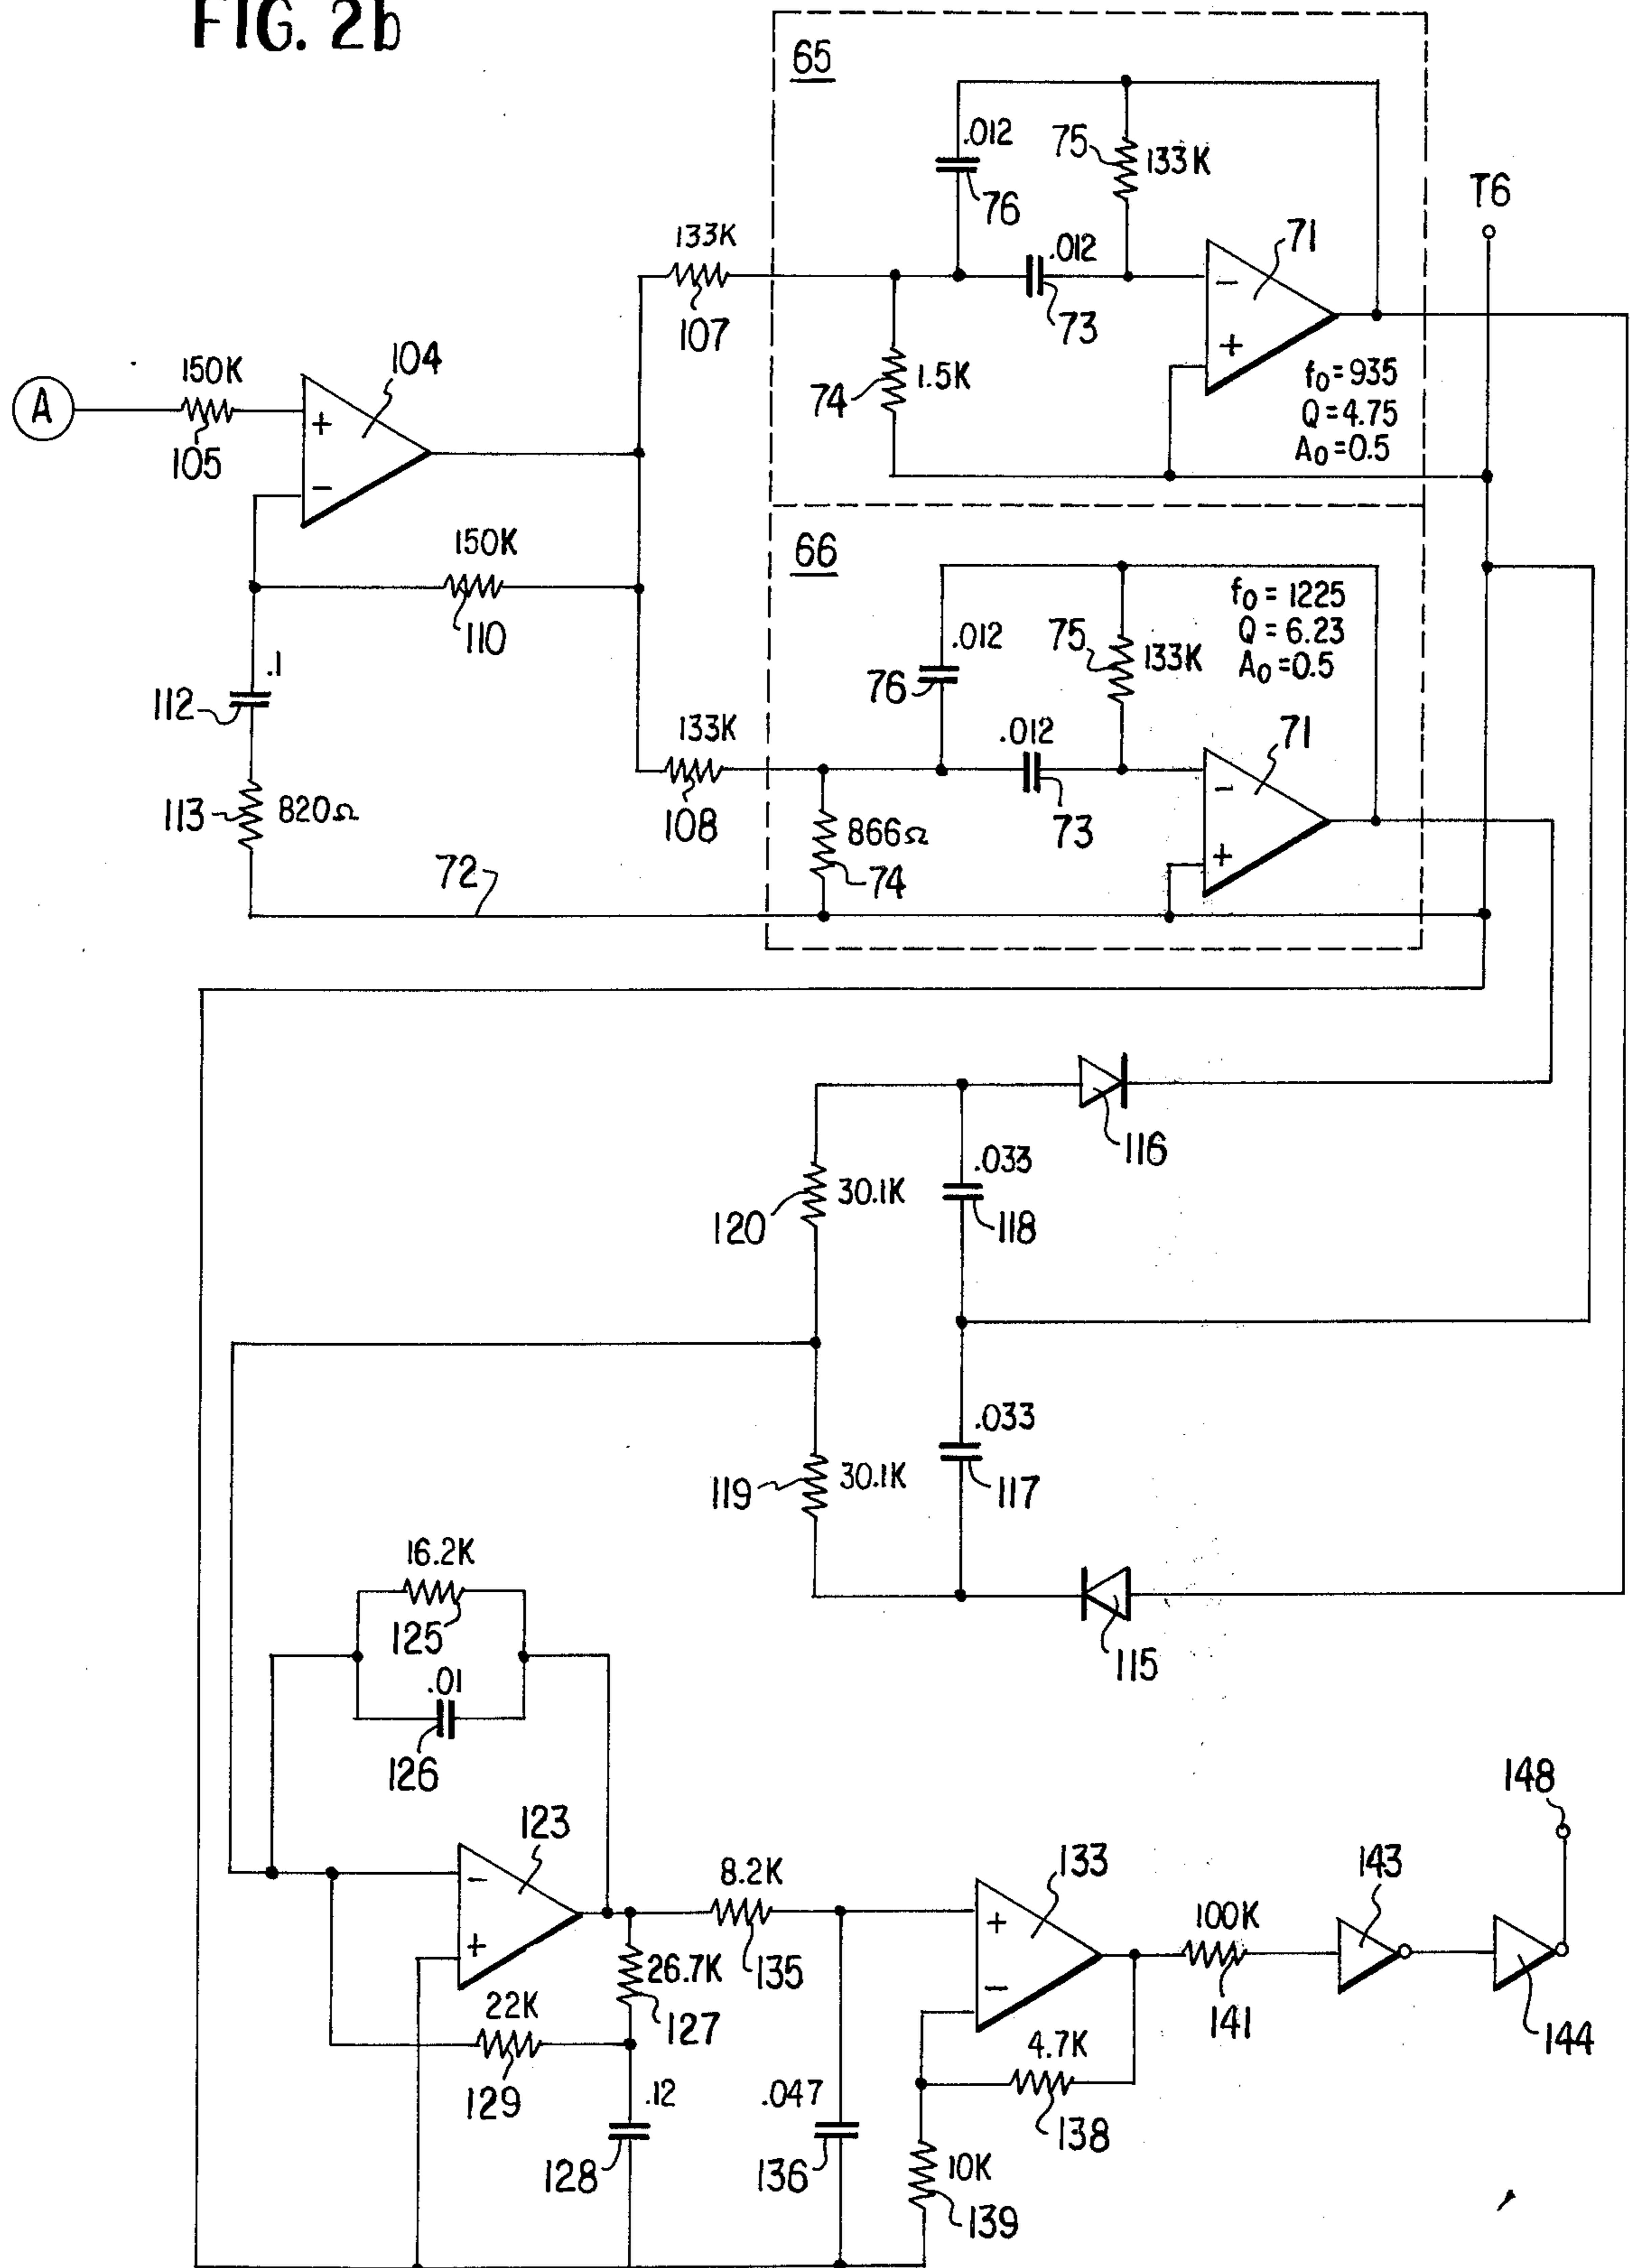 FIG. 2b
65
.012
75
133K
76
T6
133K
.012
71
−
107
73
+
150K
104
74
1.5K
fo=935
Q=4.75
Ao=0.5
A
+
105
−
150K
66
fo = 1225
Q = 6.23
Ao=0.5
.012
75
133K
110
76
.1
112
133K
.012
71
−
113
820Ω
108
866Ω
73
+
72
74
116
.033
30.1K
120
118
.033
30.1K
119
117
16.2K
125
115
.01
126
148
123
133
143
8.2K
−
+
100K
+
26.7K
135
−
22K
127
141
4.7K
144
129
.12
.047
138
128
136
10K
139